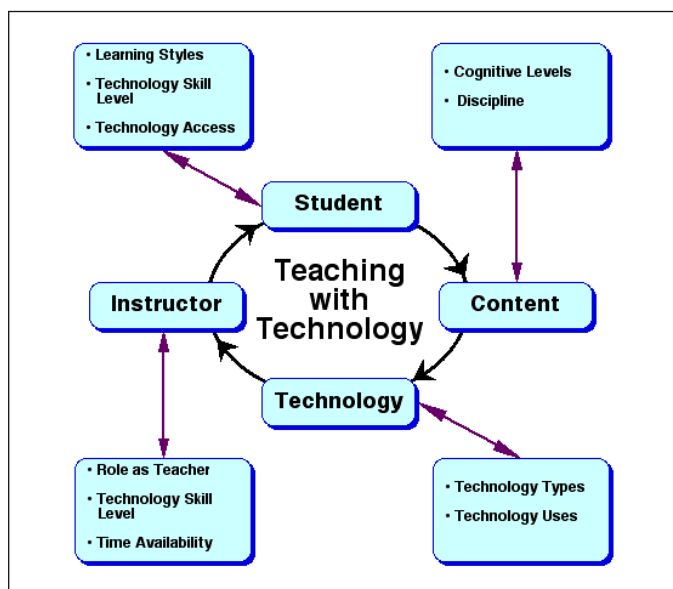 • Learning Styles
• Technology Skill
Level
• Technology Access
• Cognitive Levels
• Discipline
Student
Teaching
with
Technology
Instructor
Content
Technology
• Role as Teacher
• Technology Skill
Level
• Time Availability
• Technology Types
• Technology Uses